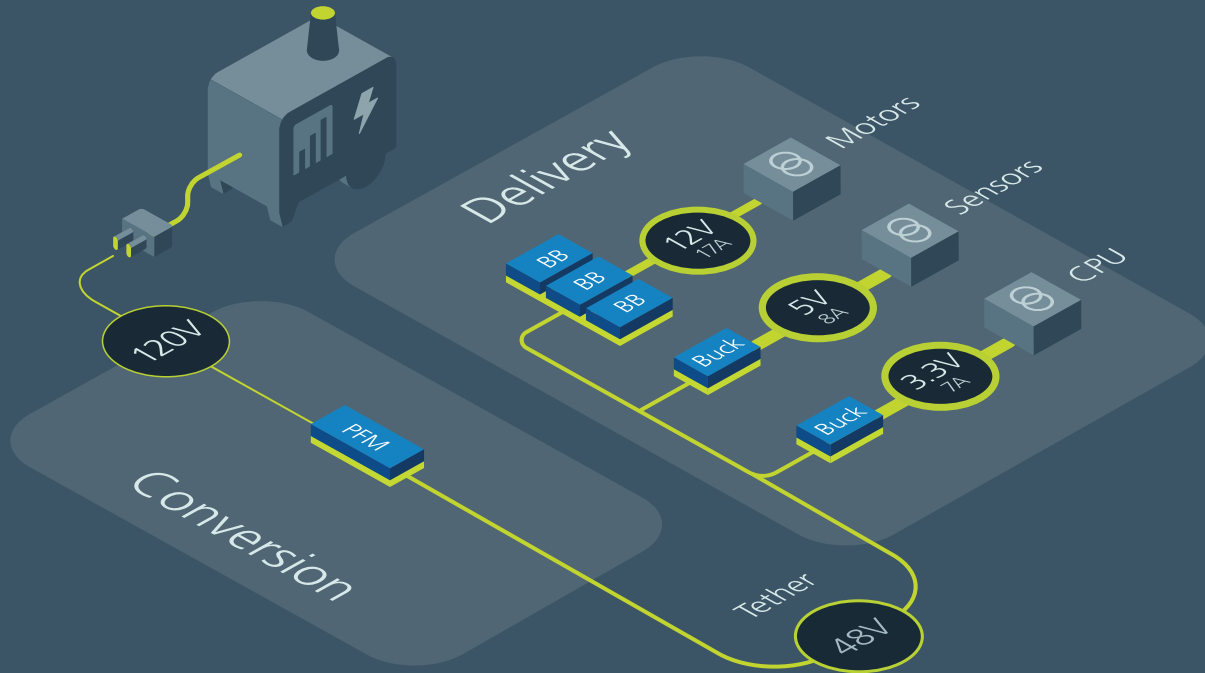 Delivery
Motors
12V
17A
BB
BB
BB
Sensors
5V
8A
Buck
CPU
3.3V
7A
Buck
120V
PFM
Conversion
Tether
48V